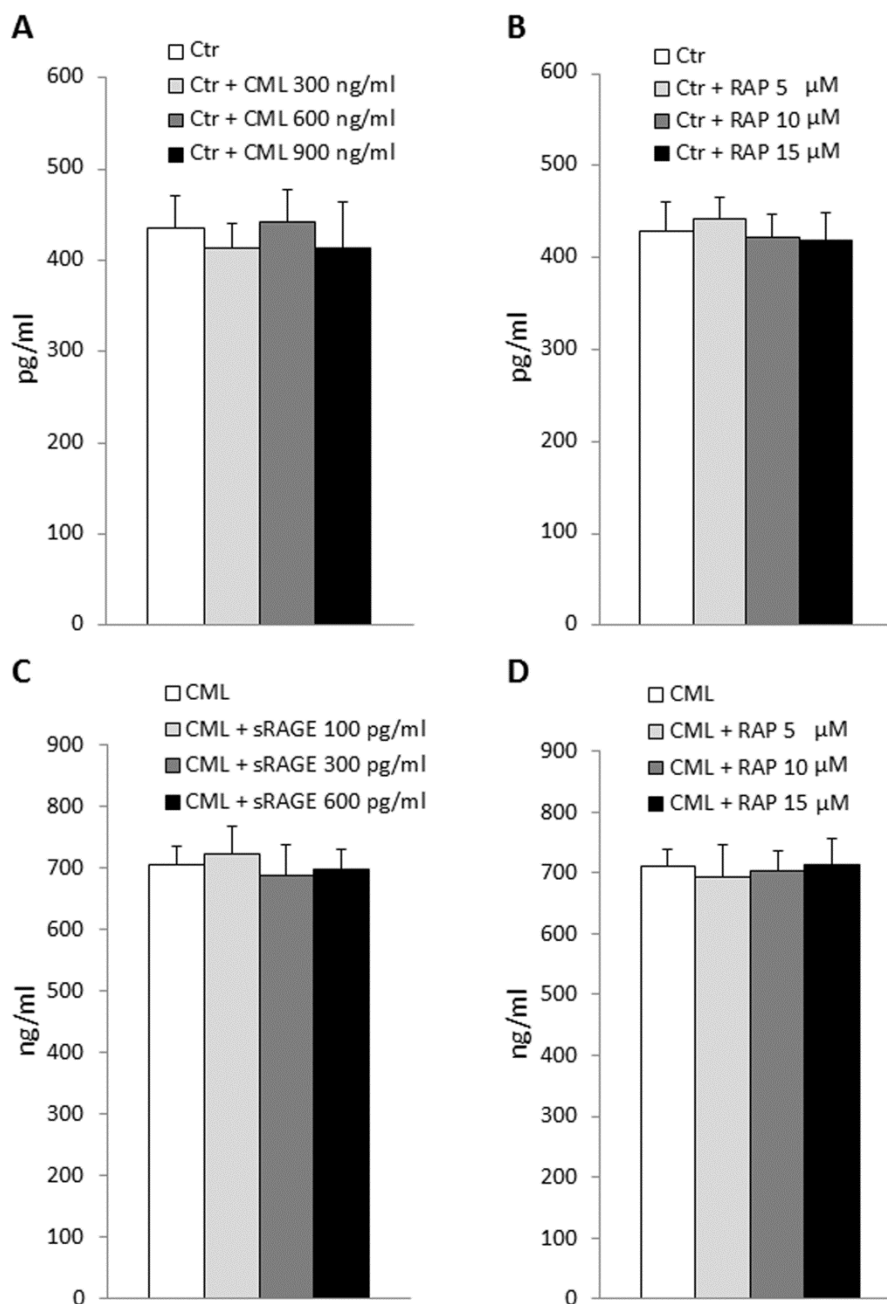 A
Ctr
Ctr + CML 300 ng/ml
Ctr + CML 600 ng/ml
Ctr + CML 900 ng/ml
600
500
400
300
200
100
0
pg/ml
B
Ctr
Ctr + RAP 5 μM
Ctr + RAP 10 μM
Ctr + RAP 15 μM
600
500
400
300
200
100
0
pg/ml
C
CML
CML + sRAGE 100 pg/ml
CML + sRAGE 300 pg/ml
CML + sRAGE 600 pg/ml
900
800
700
600
500
400
300
200
100
0
ng/ml
D
CML
CML + RAP 5 μM
CML + RAP 10 μM
CML + RAP 15 μM
900
800
700
600
500
400
300
200
100
0
ng/ml